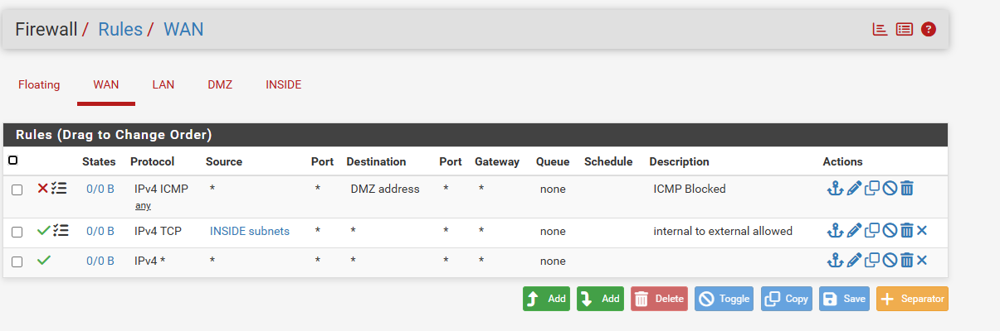 Firewall / Rules / WAN
Floating WAN LAN DMZ INSIDE
Rules (Drag to Change Order)
States Protocol Source Port Destination Port Gateway Queue Schedule Description Actions
0/0 B IPv4 ICMP * * DMZ address * * none ICMP Blocked
any
0/0 B IPv4 TCP INSIDE subnets * * * * none internal to external allowed
0/0 B IPv4 * * * * * * none
Add Add Delete Toggle Copy Save Separator